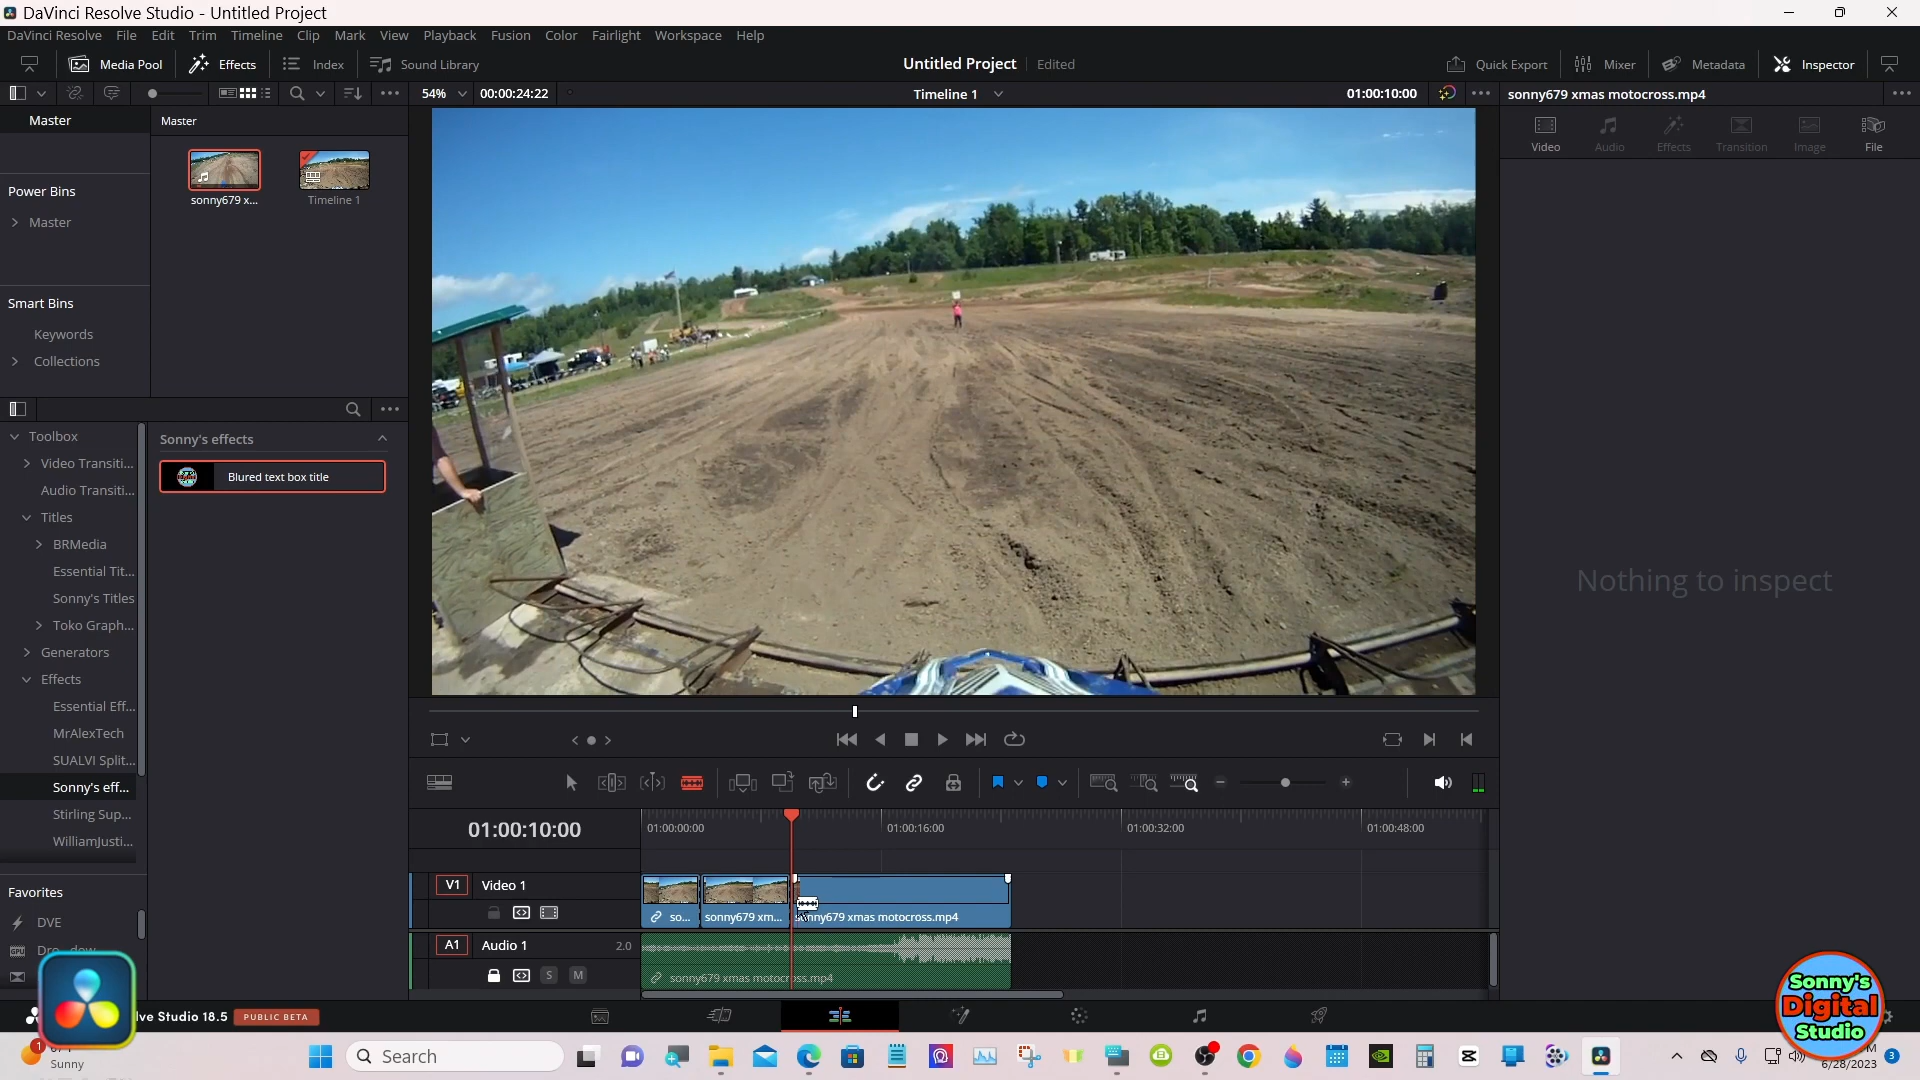 DaVinci Resolve Studio - Untitled Project
DaVinci Resolve File Edit Trim Timeline Clip Mark View Playback Fusion Color Fairlight Workspace Help
Media Pool Effects Index Sound Library Untitled Project Edited Quick Export Mixer Metadata Inspector
54% 00:00:24:22 Timeline 1 01:00:10:00 sonny679 xmas motocross.mp4
Master Master
Video Audio Effects Transition Image File
Power Bins
sonny679 x... Timeline 1
Master
Smart Bins
Keywords
Collections
Toolbox Sonny's effects
Video Transiti... Blured text box title
Audio Transiti...
Titles
BRMedia
Essential Tit...
Nothing to inspect
Sonny's Titles
Toko Graph...
Generators
Effects
Essential Eff...
MrAlexTech
SUALVI Split...
Sonny's eff...
Stirling Sup...
WilliamJusti...
01:00:10:00 01:00:00:00 01:00:16:00 01:00:32:00 01:00:48:00
Favorites V1 Video 1
DVE so... sonny679 xm... nny679 xmas motocross.mp4
A1 Audio 1 2.0
S M sonny679 xmas motocross.mp4
lve Studio 18.5 PUBLIC BETA
Sonny's
Digital
Studio
1
Sunny
Search
6/28/2023
3